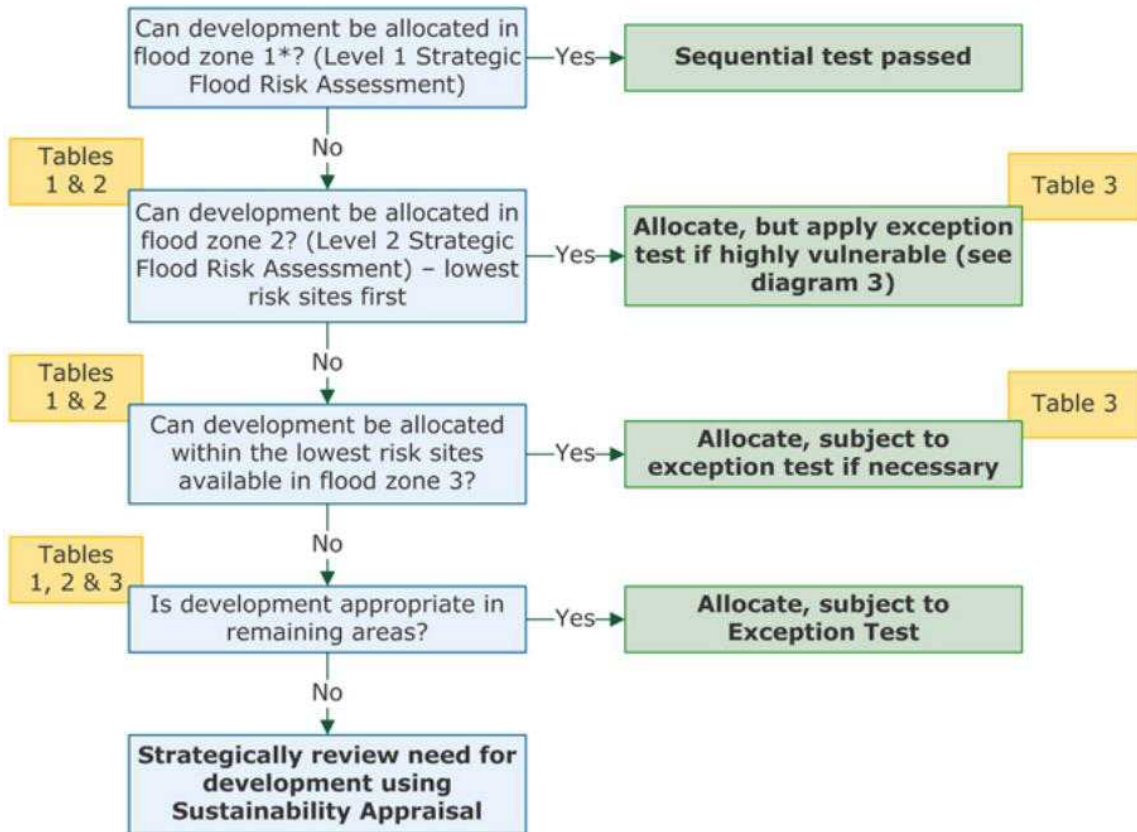 Can development be allocated in
flood zone 1*? (Level 1 Strategic
Flood Risk Assessment)
Yes
Sequential test passed
No
Tables
1 & 2
Table 3
Can development be allocated in
flood zone 2? (Level 2 Strategic
Flood Risk Assessment) – lowest
risk sites first
Yes
Allocate, but apply exception
test if highly vulnerable (see
diagram 3)
No
Tables
1 & 2
Table 3
Can development be allocated
within the lowest risk sites
available in flood zone 3?
Yes
Allocate, subject to
exception test if necessary
No
Tables
1, 2 & 3
Is development appropriate in
remaining areas?
Yes
Allocate, subject to
Exception Test
No
Strategically review need for
development using
Sustainability Appraisal